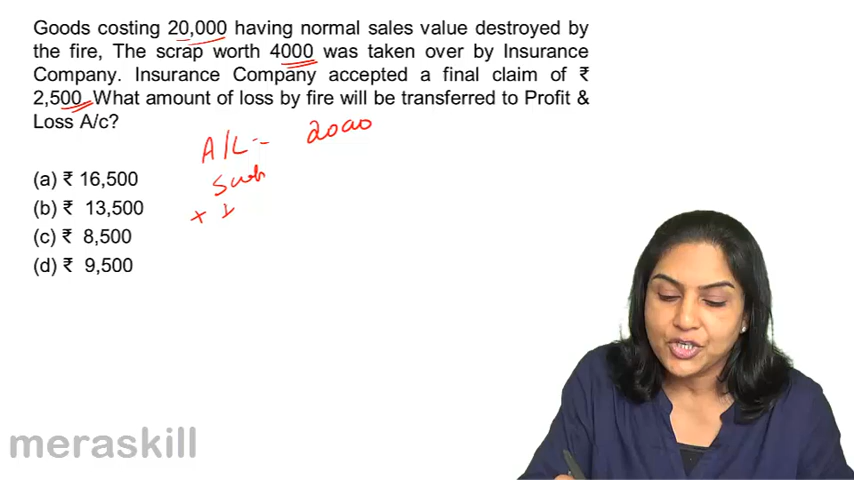 Goods costing 20,000 having normal sales value destroyed by
the fire, The scrap worth 4000 was taken over by Insurance
Company. Insurance Company accepted a final claim of ₹
2,500 What amount of loss by fire will be transferred to Profit &
Loss A/c?
A/L - 2000
(a) ₹ 16,500
(b) ₹ 13,500
+ I
(c) ₹ 8,500
(d) ₹ 9,500
meraskill